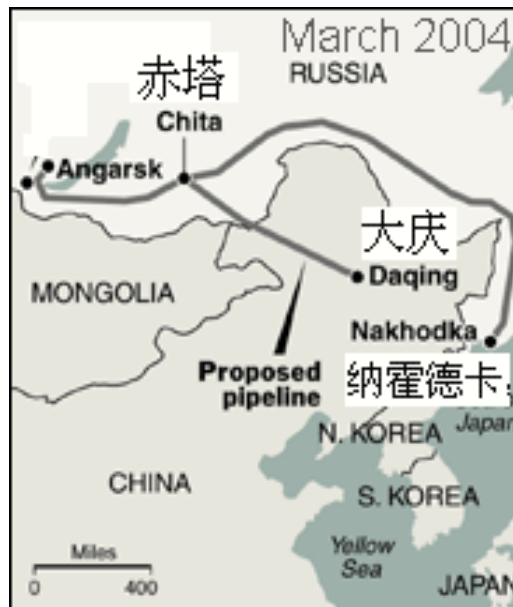 March 2004
RUSSIA
赤塔
Chita
Angarsk
大庆
Daqing
MONGOLIA
Nakhodka
纳霍德卡
Proposed
pipeline
Japan
N. KOREA
CHINA
S. KOREA
Yellow
Sea
Miles
0 400
JAPAN